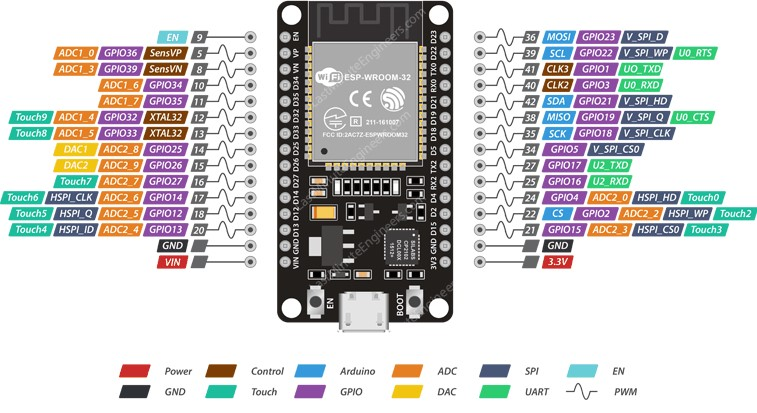 EN 9
ADC1_0 GPIO36 SensVP 5
ADC1_3 GPIO39 SensVN 8
ADC1_6 GPIO34 10
ADC1_7 GPIO35 11
Touch9 ADC1_4 GPIO32 XTAL32 12
Touch8 ADC1_5 GPIO33 XTAL32 13
DAC1 ADC2_8 GPIO25 14
DAC2 ADC2_9 GPIO26 15
Touch7 ADC2_7 GPIO27 16
Touch6 HSPI_CLK ADC2_6 GPIO14 17
Touch5 HSPI_Q ADC2_5 GPIO12 18
Touch4 HSPI_ID ADC2_4 GPIO13 20
GND
VIN
EN
VP
VN
D34
D35
D32
D33
D25
D26
D27
D14
D12
D13
GND
VIN
WiFi ESP-WROOM-32
CE
R 211-161007
FCC ID:2AC7Z-ESPWROOM32
SILABS
CP2102
DCL00X
1512+
EN
BOOT
D23
D22
TX0
RX0
D21
D19
D18
D5
TX2
RX2
D4
D2
D15
GND
3V3
36 MOSI GPIO23 V_SPI_D
39 SCL GPIO22 V_SPI_WP U0_RTS
41 CLK3 GPIO1 UO_TXD
40 CLK2 GPIO3 U0_RXD
42 SDA GPIO21 V_SPI_HD
38 MISO GPIO19 V_SPI_Q U0_CTS
35 SCK GPIO18 V_SPI_CLK
34 GPIO5 V_SPI_CS0
27 GPIO17 U2_TXD
25 GPIO16 U2_RXD
24 GPIO4 ADC2_0 HSPI_HD Touch0
22 CS GPIO2 ADC2_2 HSPI_WP Touch2
21 GPIO15 ADC2_3 HSPI_CS0 Touch3
GND
3.3V
Power Control Arduino ADC SPI EN
GND Touch GPIO DAC UART PWM